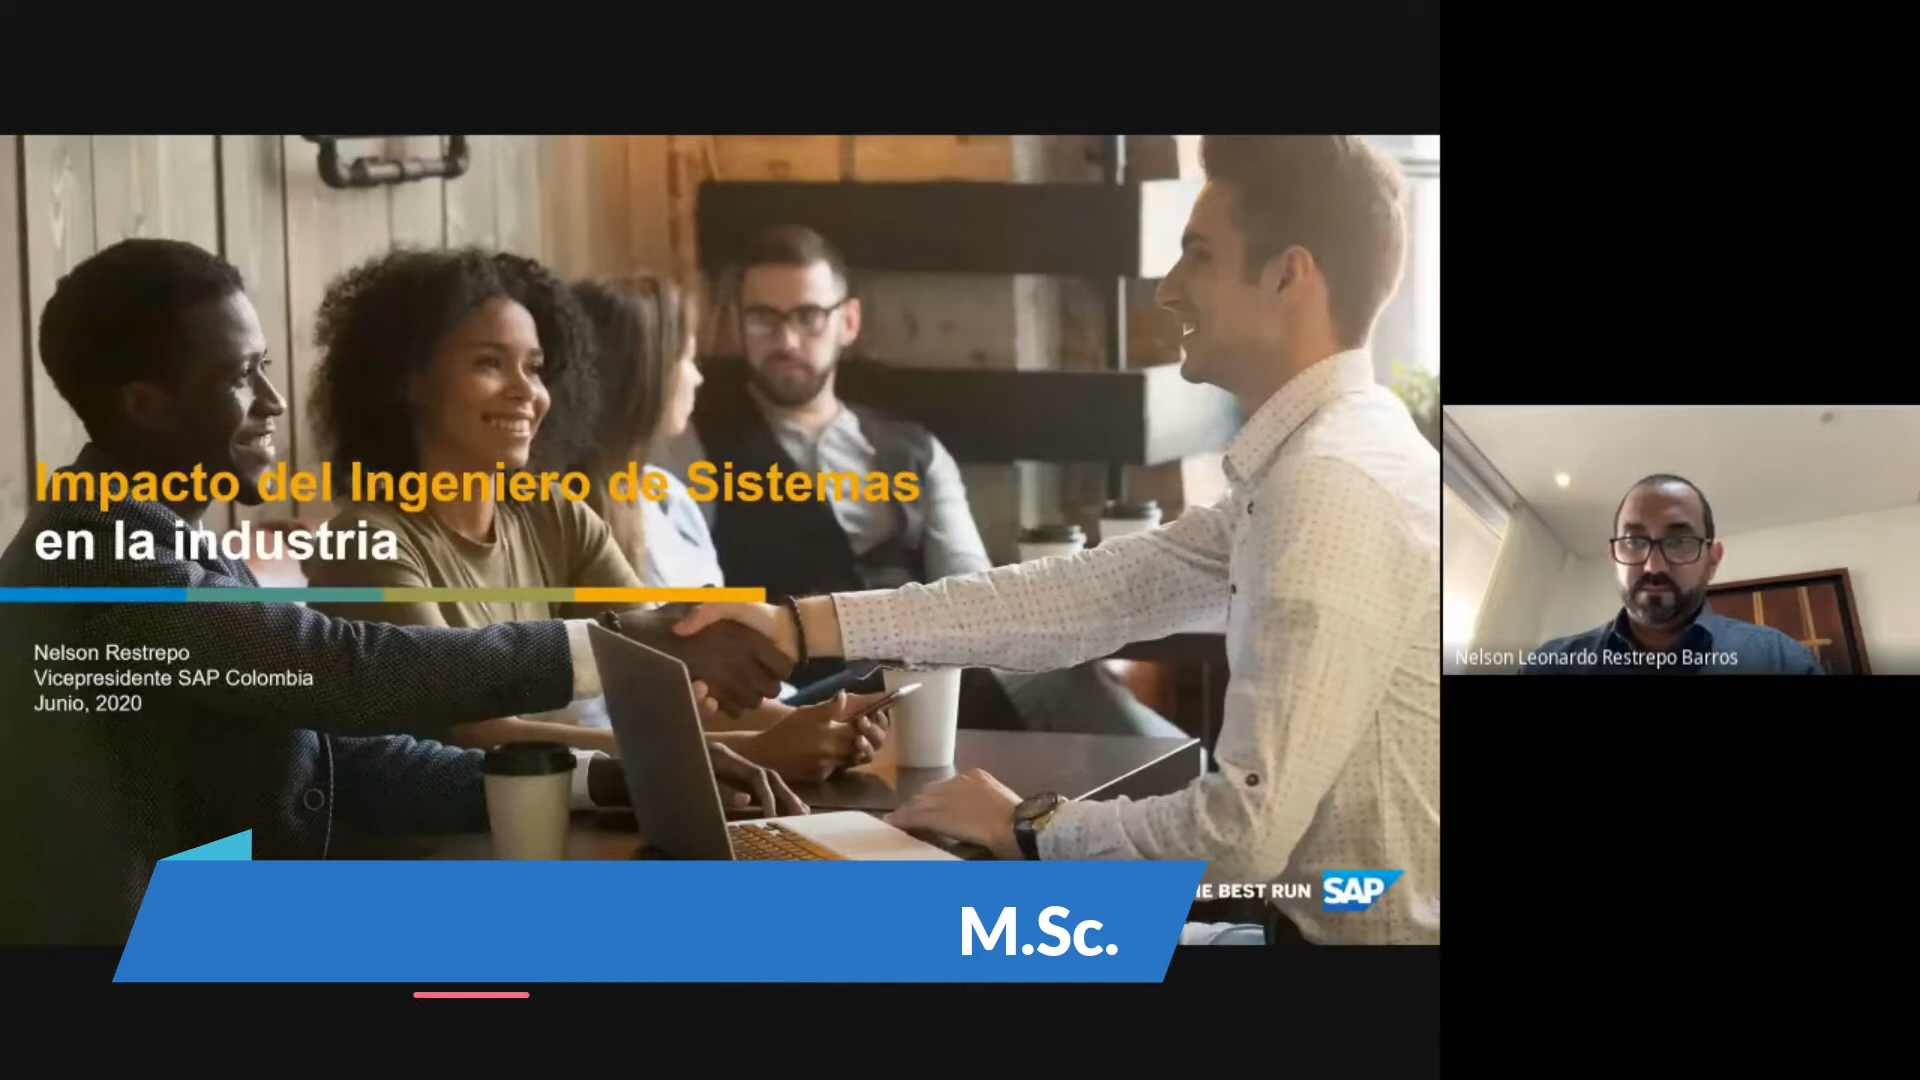 Impacto del Ingeniero de Sistemas
en la industria
Nelson Restrepo
Vicepresidente SAP Colombia
Junio, 2020
BEST RUN SAP
M.Sc.
Nelson Leonardo Restrepo Barros